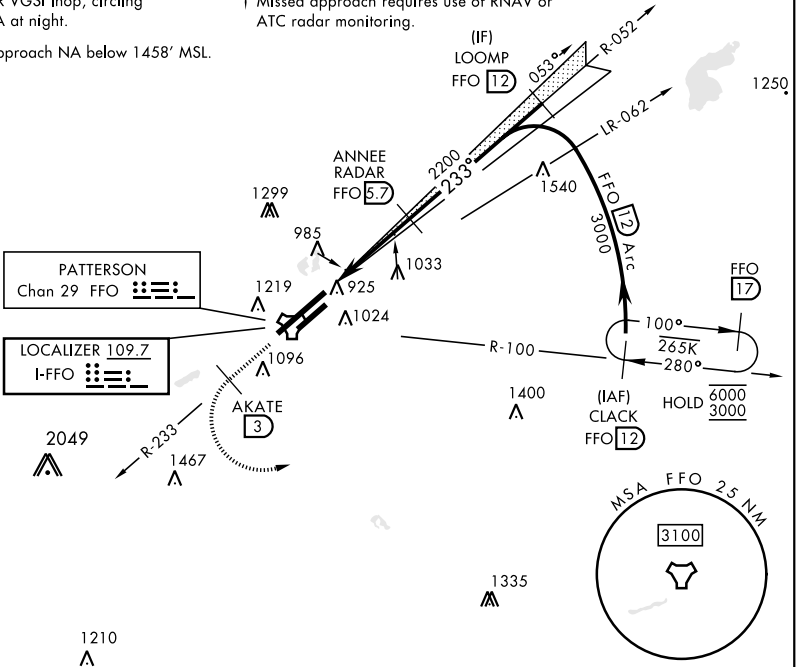 VGSI inop, circling
A at night.
pproach NA below 1458' MSL.
Missed approach requires use of RNAV or
ATC radar monitoring.
(IF)
LOOMP
FFO 12
053°
R-052
1250
LR-062
2200
233°
ANNEE
RADAR
FFO 5.7
1540
1299
FFO 12 Arc
3000
985
1033
PATTERSON
Chan 29 FFO
1219
925
1024
FFO
17
100°
265K
280°
LOCALIZER 109.7
I-FFO
R-100
1096
(IAF)
CLACK
FFO 12
HOLD 6000
3000
1400
AKATE
3
R-233
2049
1467
MSA FFO 25 NM
3100
1335
1210